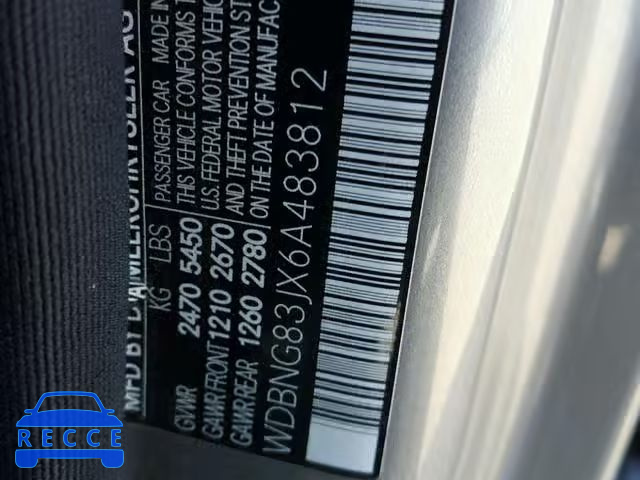 MFD BY DAIMLERCHRYSLER AG
KG LBS
GVWR 2470 5450
GAWR FRONT 1210 2670
GAWR REAR 1260 2780
PASSENGER CAR MADE IN
THIS VEHICLE CONFORMS
U.S. FEDERAL MOTOR VEHIC
AND THEFT PREVENTION ST
ON THE DATE OF MANUFAC
WDBNG83JX6A483812
RECCE